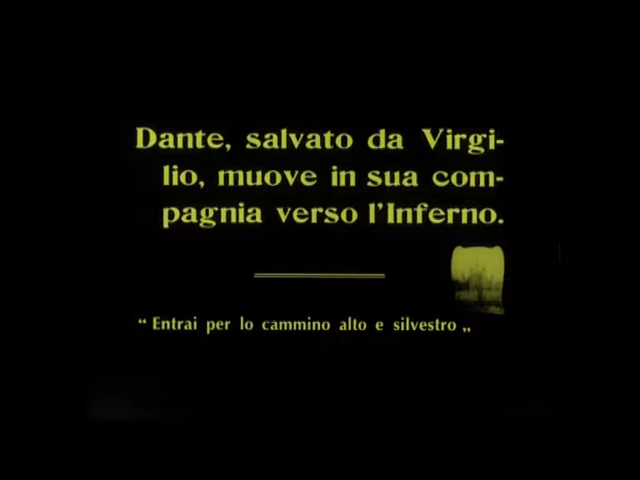 Dante, salvato da Virgi-
lio, muove in sua com-
pagnia verso l'Inferno.
“ Entrai per lo cammino alto e silvestro „